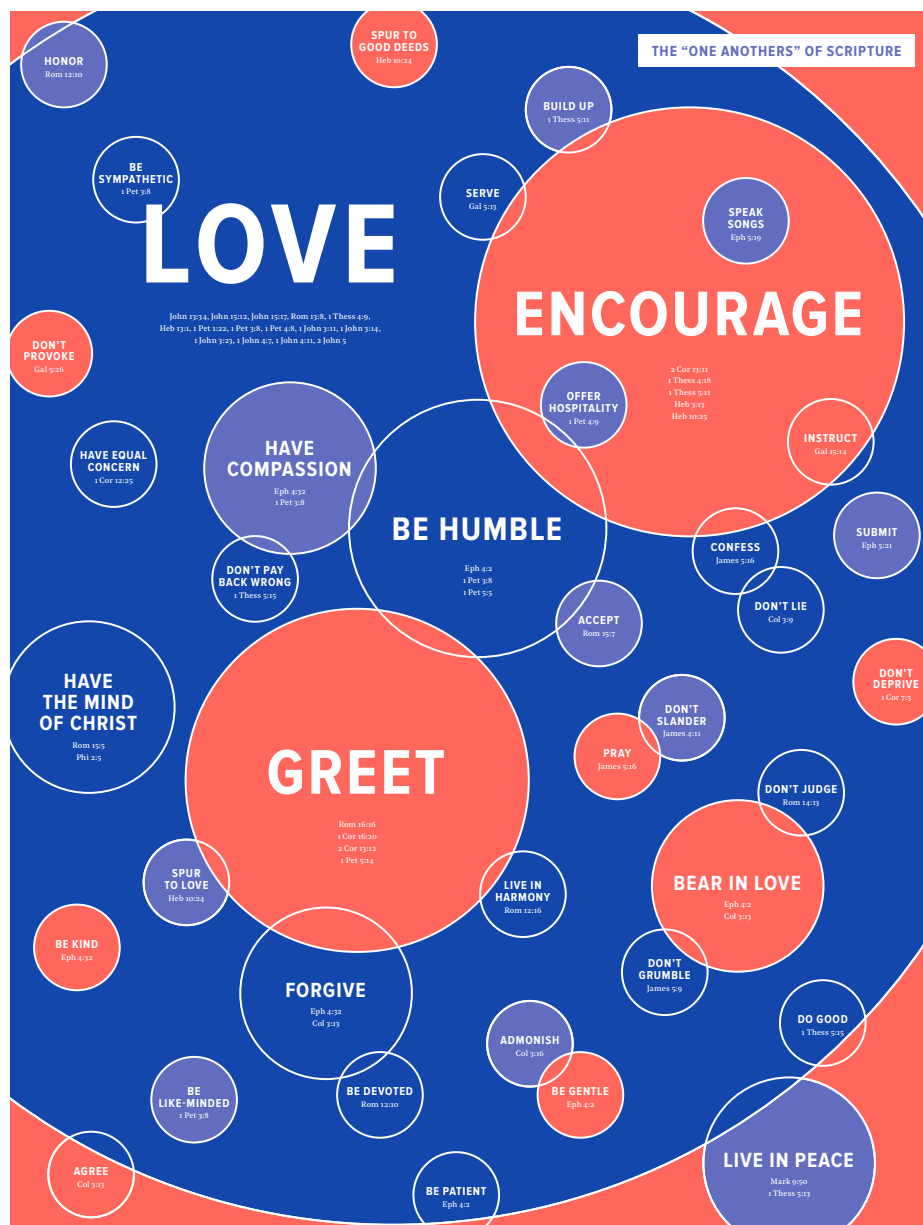 THE “ONE ANOTHERS” OF SCRIPTURE
HONOR
Rom 12:10
SPUR TO
GOOD DEEDS
Heb 10:24
BUILD UP
1 Thess 5:11
BE
SYMPATHETIC
1 Pet 3:8
SERVE
Gal 5:13
SPEAK
SONGS
Eph 5:19
LOVE
John 13:34, John 15:12, John 15:17, Rom 13:8, 1 Thess 4:9,
Heb 13:1, 1 Pet 1:22, 1 Pet 3:8, 1 Pet 4:8, 1 John 3:11, 1 John 3:14,
1 John 3:23, 1 John 4:7, 1 John 4:11, 2 John 5
ENCOURAGE
2 Cor 13:11
1 Thess 4:18
1 Thess 5:11
Heb 3:13
Heb 10:25
DON’T
PROVOKE
Gal 5:26
OFFER
HOSPITALITY
1 Pet 4:9
INSTRUCT
Gal 15:14
HAVE EQUAL
CONCERN
1 Cor 12:25
HAVE
COMPASSION
Eph 4:32
1 Pet 3:8
BE HUMBLE
Eph 4:2
1 Pet 3:8
1 Pet 5:5
CONFESS
James 5:16
SUBMIT
Eph 5:21
DON’T PAY
BACK WRONG
1 Thess 5:15
ACCEPT
Rom 15:7
DON’T LIE
Col 3:9
HAVE
THE MIND
OF CHRIST
Rom 15:5
Phi 2:5
DON’T
DEPRIVE
1 Cor 7:5
DON’T
SLANDER
James 4:11
PRAY
James 5:16
GREET
Rom 16:16
1 Cor 16:20
2 Cor 13:12
1 Pet 5:14
DON’T JUDGE
Rom 14:13
BEAR IN LOVE
Eph 4:2
Col 3:13
SPUR
TO LOVE
Heb 10:24
LIVE IN
HARMONY
Rom 12:16
BE KIND
Eph 4:32
DON’T
GRUMBLE
James 5:9
FORGIVE
Eph 4:32
Col 3:13
DO GOOD
1 Thess 5:15
ADMONISH
Col 3:16
BE
LIKE-MINDED
1 Pet 3:8
BE DEVOTED
Rom 12:10
BE GENTLE
Eph 4:2
LIVE IN PEACE
Mark 9:50
1 Thess 5:13
AGREE
Col 3:13
BE PATIENT
Eph 4:2